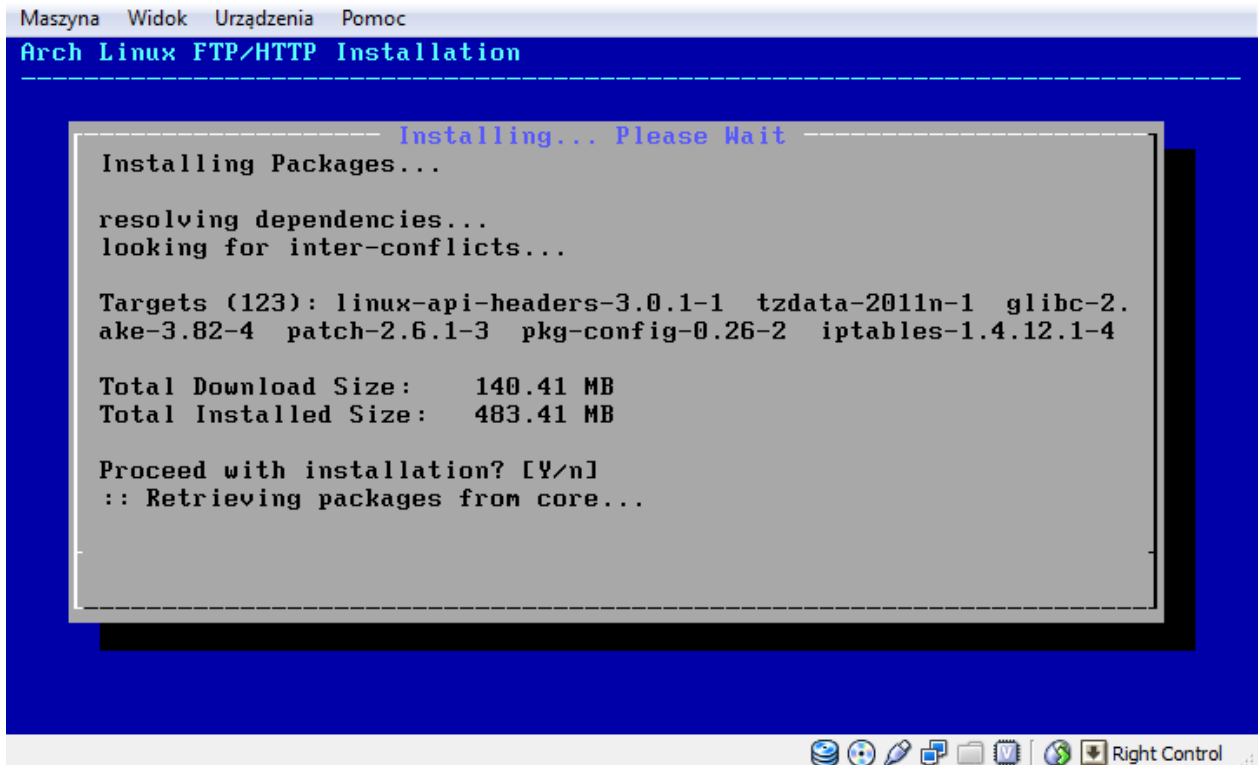 Maszyna Widok Urządzenia Pomoc
Arch Linux FTP/HTTP Installation
Installing... Please Wait
Installing Packages...
resolving dependencies...
looking for inter-conflicts...
Targets (123): linux-api-headers-3.0.1-1 tzdata-2011n-1 glibc-2.
ake-3.82-4 patch-2.6.1-3 pkg-config-0.26-2 iptables-1.4.12.1-4
Total Download Size: 140.41 MB
Total Installed Size: 483.41 MB
Proceed with installation? [Y/n]
:: Retrieving packages from core...
Right Control